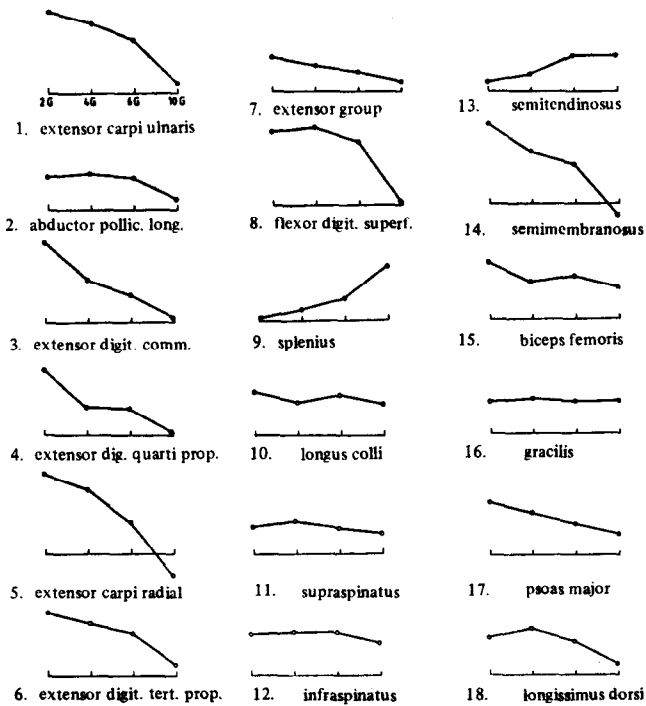 2G 4G 6G 10G
1. extensor carpi ulnaris
2. abductor pollic. long.
3. extensor digit. comm.
4. extensor dig. quarti prop.
5. extensor carpi radial
6. extensor digit. tert. prop.
7. extensor group
8. flexor digit. superf.
9. splenius
10. longus colli
11. supraspinatus
12. infraspinatus
13. semitendinosus
14. semimembranosus
15. biceps femoris
16. gracilis
17. psoas major
18. longissimus dorsi